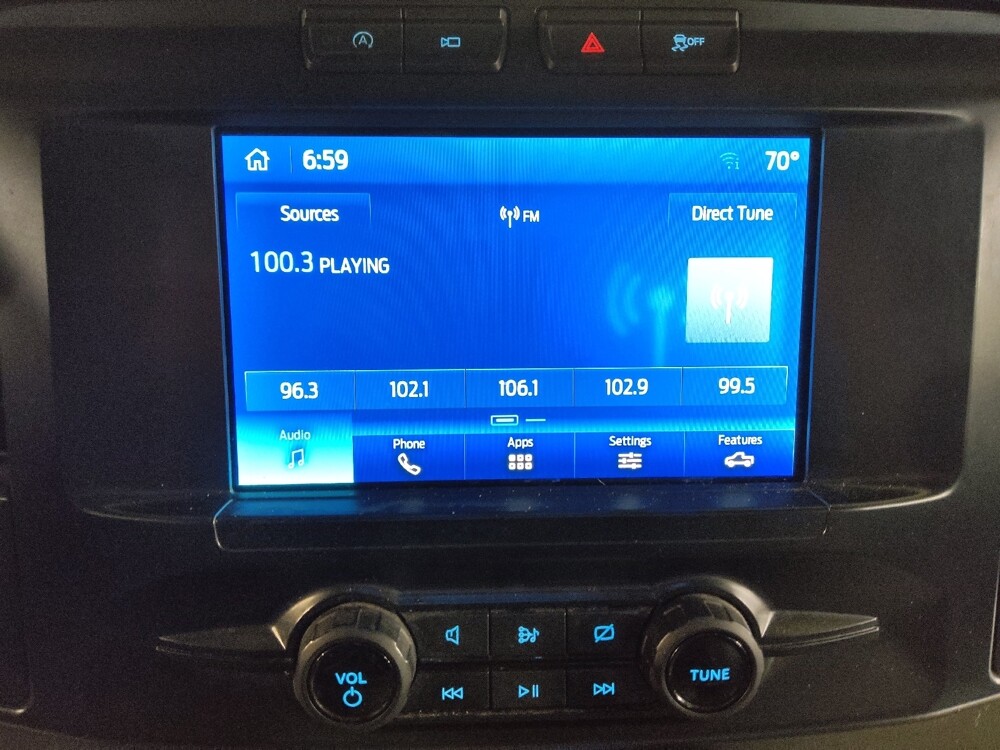 A
OFF
6:59
70°
Sources
FM
Direct Tune
100.3 PLAYING
96.3 102.1 106.1 102.9 99.5
Audio Phone Apps Settings Features
VOL
TUNE